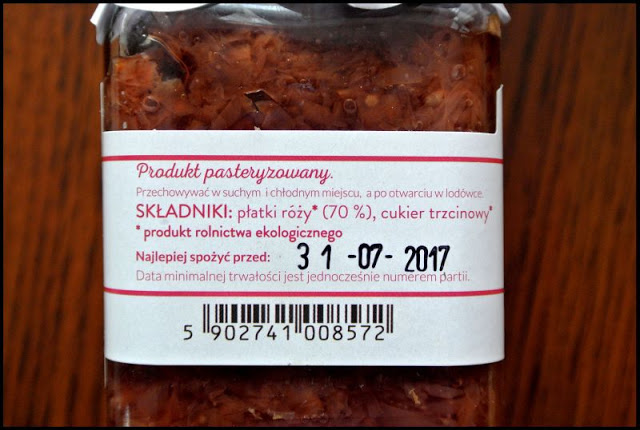 Produkt pasteryzowany.
Przechowywać w suchym i chłodnym miejscu, a po otwarciu w lodówce.
SKŁADNIKI: płatki róży* (70 %), cukier trzcinowy*
* produkt rolnictwa ekologicznego
Najlepiej spożyć przed: 31-07-2017
Data minimalnej trwałości jest jednocześnie numerem partii.
5 902741 008572